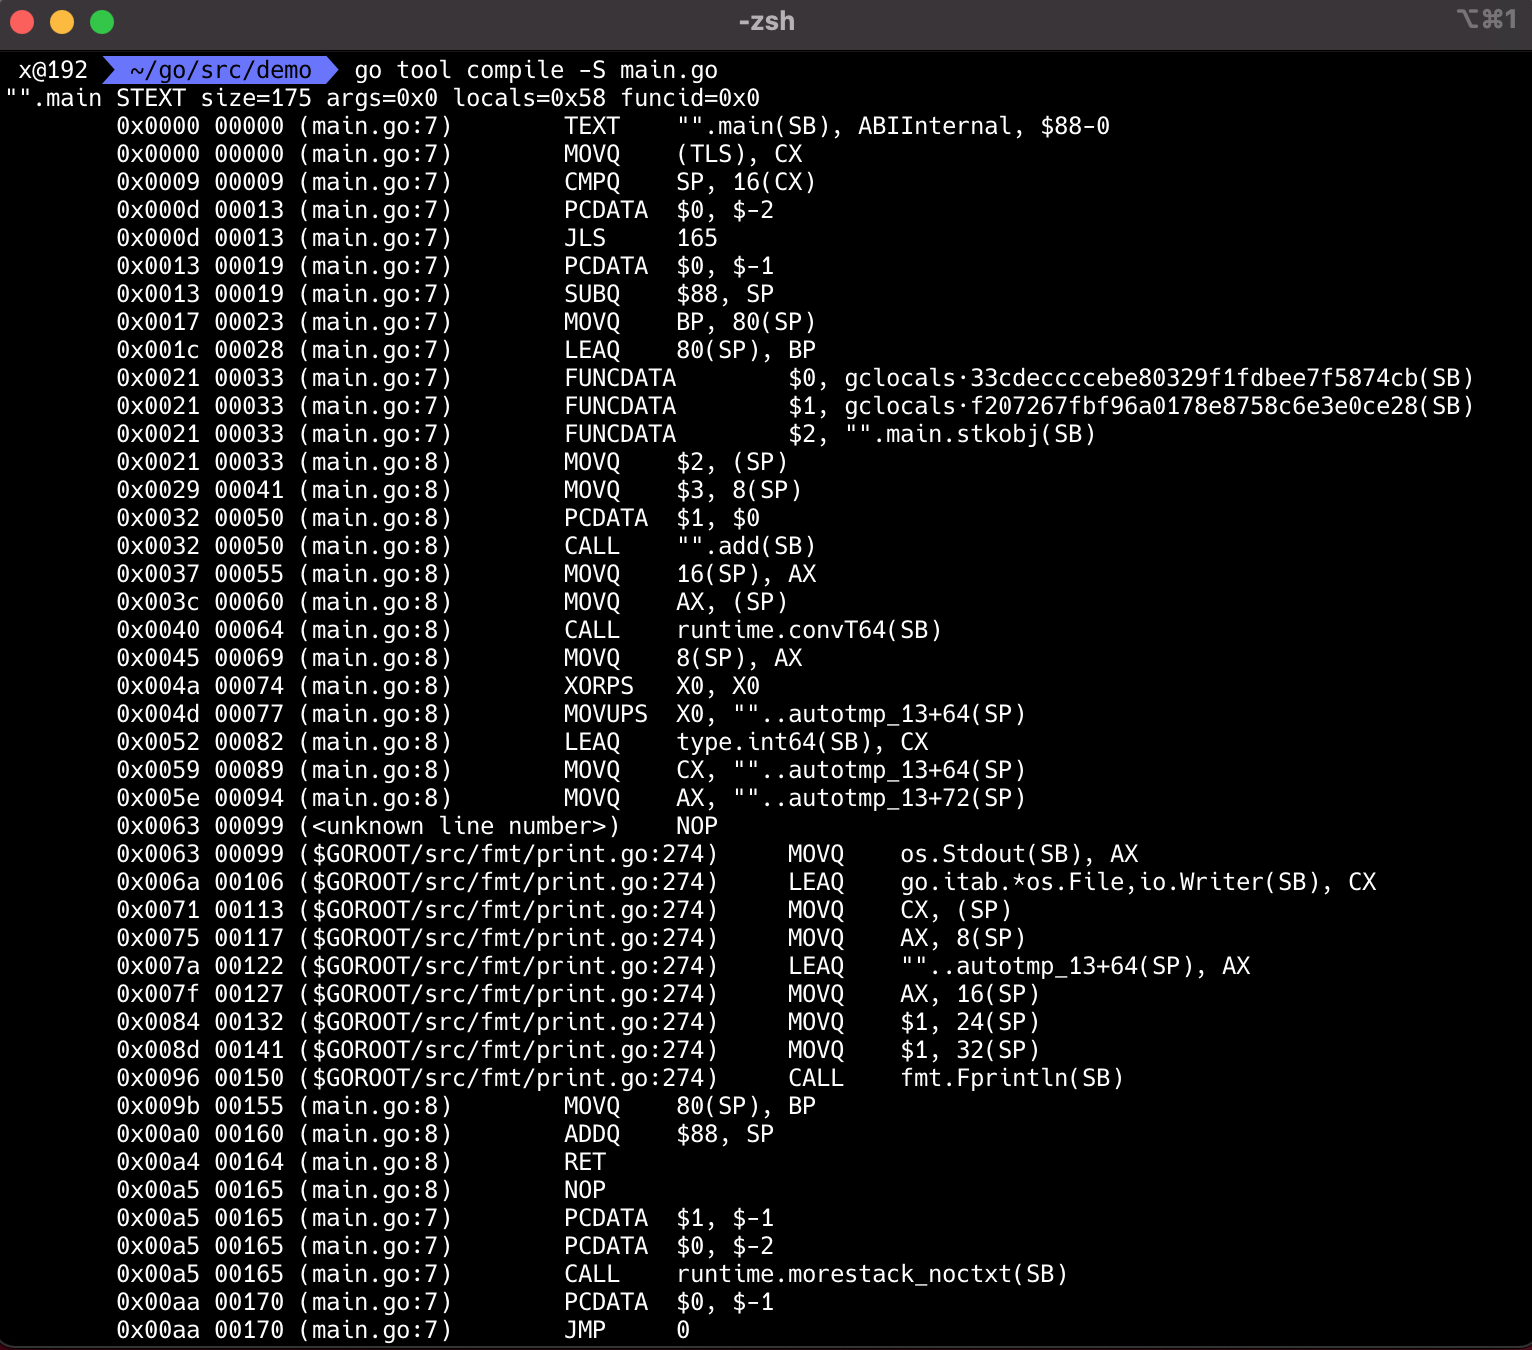 -zsh
⌥⌘1
x@192 ~/go/src/demo go tool compile -S main.go
"".main STEXT size=175 args=0x0 locals=0x58 funcid=0x0
0x0000 00000 (main.go:7) TEXT "".main(SB), ABIInternal, $88-0
0x0000 00000 (main.go:7) MOVQ (TLS), CX
0x0009 00009 (main.go:7) CMPQ SP, 16(CX)
0x000d 00013 (main.go:7) PCDATA $0, $-2
0x000d 00013 (main.go:7) JLS 165
0x0013 00019 (main.go:7) PCDATA $0, $-1
0x0013 00019 (main.go:7) SUBQ $88, SP
0x0017 00023 (main.go:7) MOVQ BP, 80(SP)
0x001c 00028 (main.go:7) LEAQ 80(SP), BP
0x0021 00033 (main.go:7) FUNCDATA $0, gclocals·33cdeccccebe80329f1fdbee7f5874cb(SB)
0x0021 00033 (main.go:7) FUNCDATA $1, gclocals·f207267fbf96a0178e8758c6e3e0ce28(SB)
0x0021 00033 (main.go:7) FUNCDATA $2, "".main.stkobj(SB)
0x0021 00033 (main.go:8) MOVQ $2, (SP)
0x0029 00041 (main.go:8) MOVQ $3, 8(SP)
0x0032 00050 (main.go:8) PCDATA $1, $0
0x0032 00050 (main.go:8) CALL "".add(SB)
0x0037 00055 (main.go:8) MOVQ 16(SP), AX
0x003c 00060 (main.go:8) MOVQ AX, (SP)
0x0040 00064 (main.go:8) CALL runtime.convT64(SB)
0x0045 00069 (main.go:8) MOVQ 8(SP), AX
0x004a 00074 (main.go:8) XORPS X0, X0
0x004d 00077 (main.go:8) MOVUPS X0, ""..autotmp_13+64(SP)
0x0052 00082 (main.go:8) LEAQ type.int64(SB), CX
0x0059 00089 (main.go:8) MOVQ CX, ""..autotmp_13+64(SP)
0x005e 00094 (main.go:8) MOVQ AX, ""..autotmp_13+72(SP)
0x0063 00099 (<unknown line number>) NOP
0x0063 00099 ($GOROOT/src/fmt/print.go:274) MOVQ os.Stdout(SB), AX
0x006a 00106 ($GOROOT/src/fmt/print.go:274) LEAQ go.itab.*os.File,io.Writer(SB), CX
0x0071 00113 ($GOROOT/src/fmt/print.go:274) MOVQ CX, (SP)
0x0075 00117 ($GOROOT/src/fmt/print.go:274) MOVQ AX, 8(SP)
0x007a 00122 ($GOROOT/src/fmt/print.go:274) LEAQ ""..autotmp_13+64(SP), AX
0x007f 00127 ($GOROOT/src/fmt/print.go:274) MOVQ AX, 16(SP)
0x0084 00132 ($GOROOT/src/fmt/print.go:274) MOVQ $1, 24(SP)
0x008d 00141 ($GOROOT/src/fmt/print.go:274) MOVQ $1, 32(SP)
0x0096 00150 ($GOROOT/src/fmt/print.go:274) CALL fmt.Fprintln(SB)
0x009b 00155 (main.go:8) MOVQ 80(SP), BP
0x00a0 00160 (main.go:8) ADDQ $88, SP
0x00a4 00164 (main.go:8) RET
0x00a5 00165 (main.go:8) NOP
0x00a5 00165 (main.go:7) PCDATA $1, $-1
0x00a5 00165 (main.go:7) PCDATA $0, $-2
0x00a5 00165 (main.go:7) CALL runtime.morestack_noctxt(SB)
0x00aa 00170 (main.go:7) PCDATA $0, $-1
0x00aa 00170 (main.go:7) JMP 0